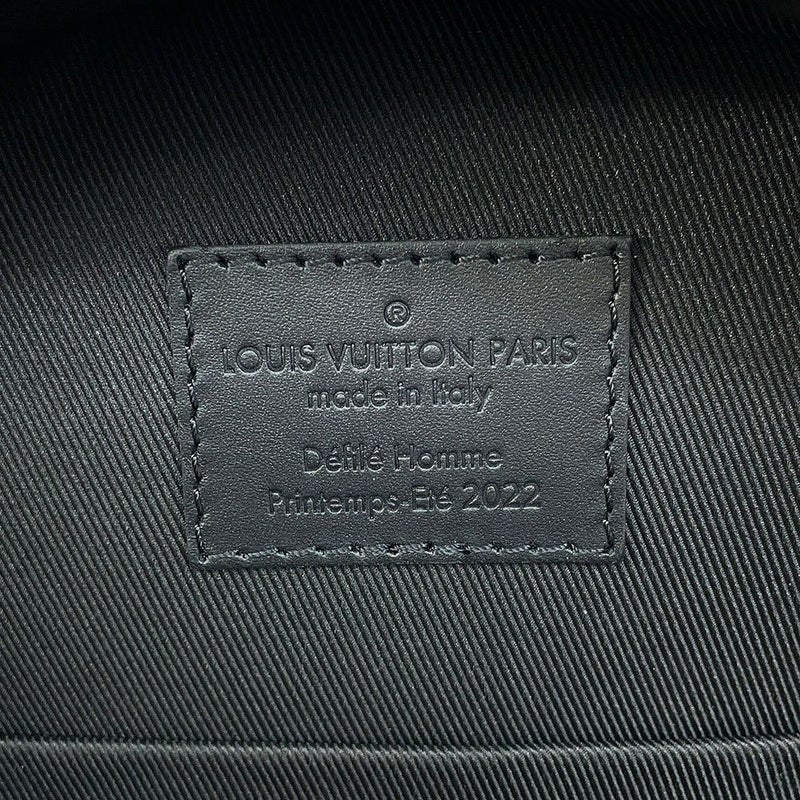 ®
LOUIS VUITTON PARIS
made in Italy
Défilé Homme
Printemps-Eté 2022